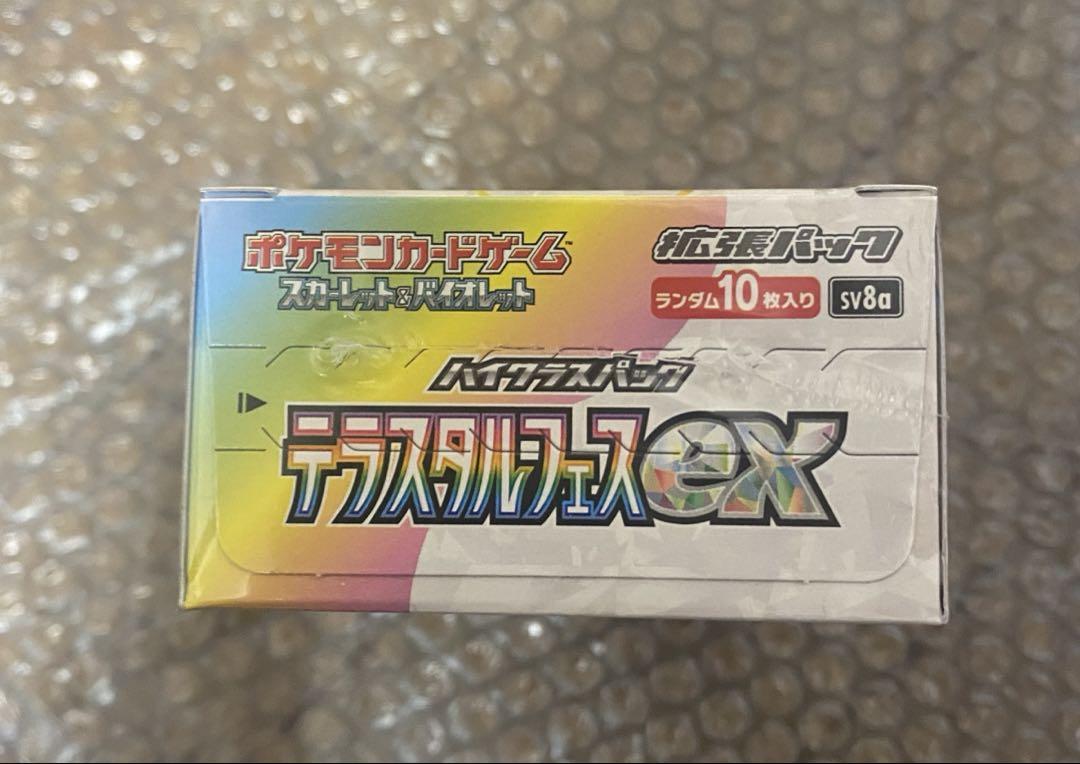 ポケモンカードゲーム™
スカーレット&バイオレット
拡張パック
ランダム10枚入り
SV8a
ハイクラスパック
テラスタルフェスex